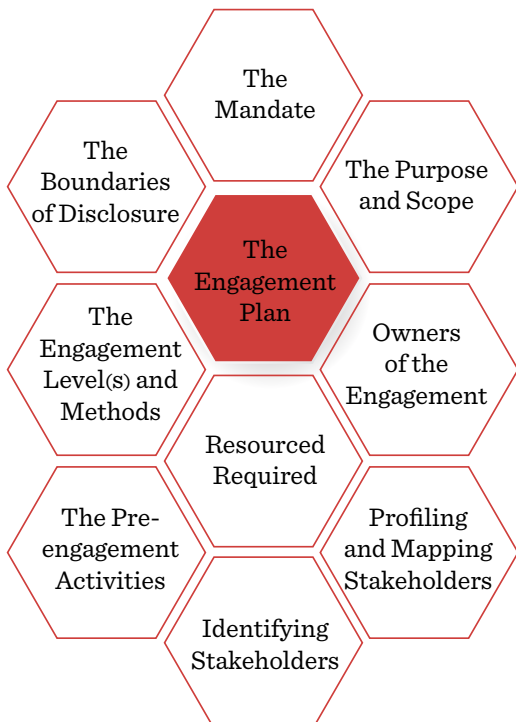 The
Mandate
The
Boundaries
of Disclosure
The Purpose
and Scope
The
Engagement
Plan
The
Engagement
Level(s) and
Methods
Owners
of the
Engagement
Resourced
Required
The Pre-
engagement
Activities
Profiling
and Mapping
Stakeholders
Identifying
Stakeholders